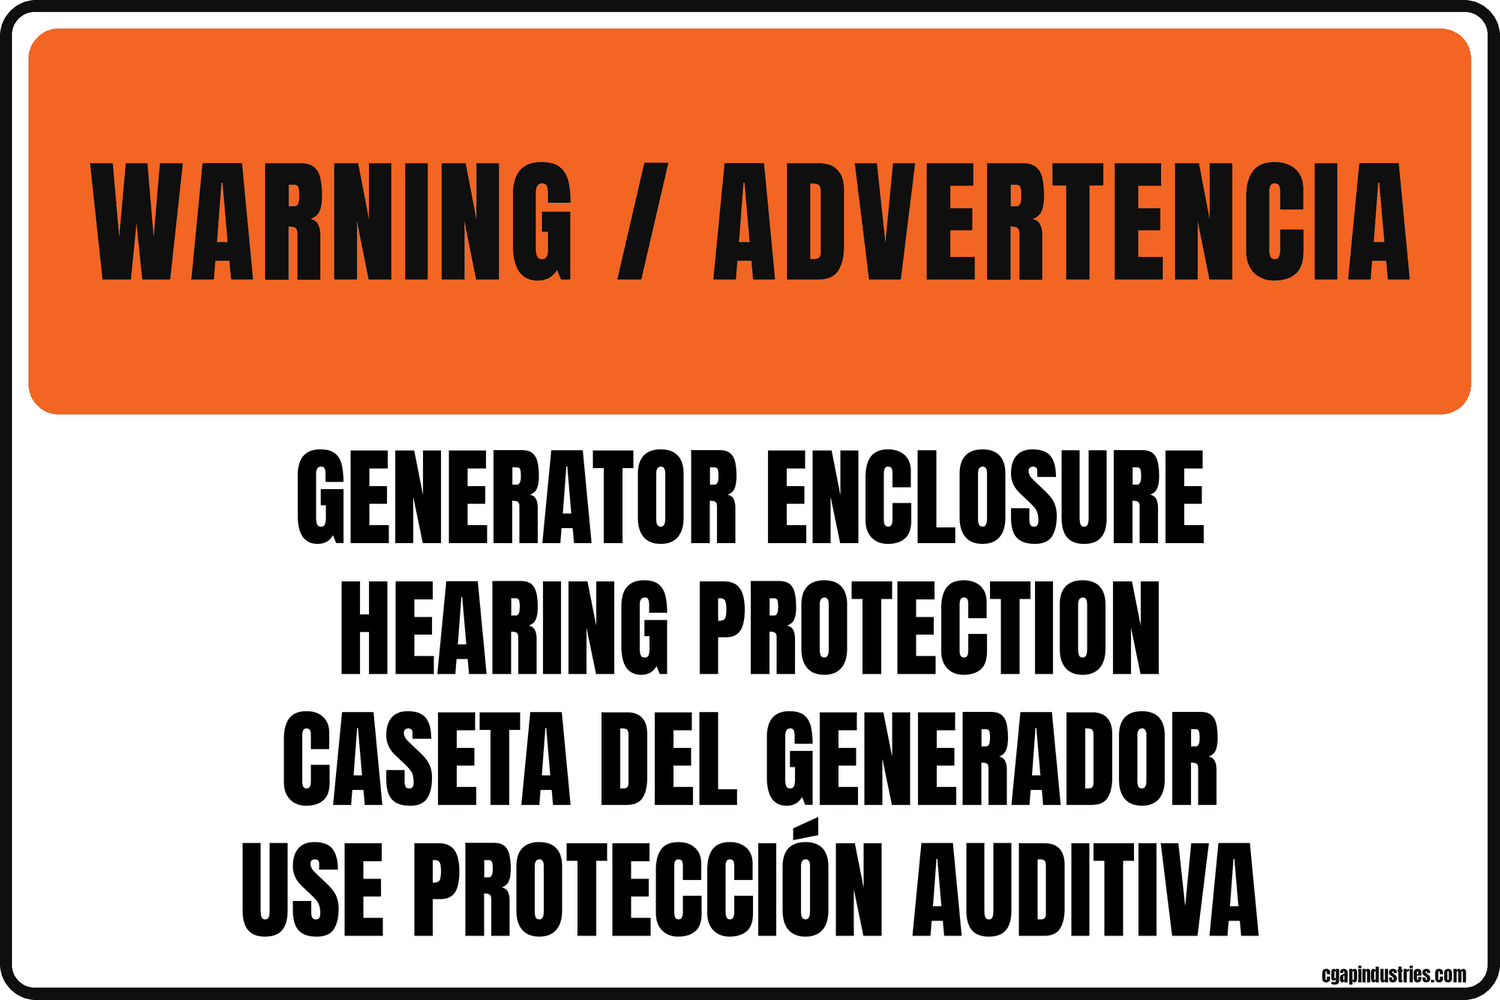 WARNING / ADVERTENCIA
GENERATOR ENCLOSURE
HEARING PROTECTION
CASETA DEL GENERADOR
USE PROTECCIÓN AUDITIVA
cgapindustries.com